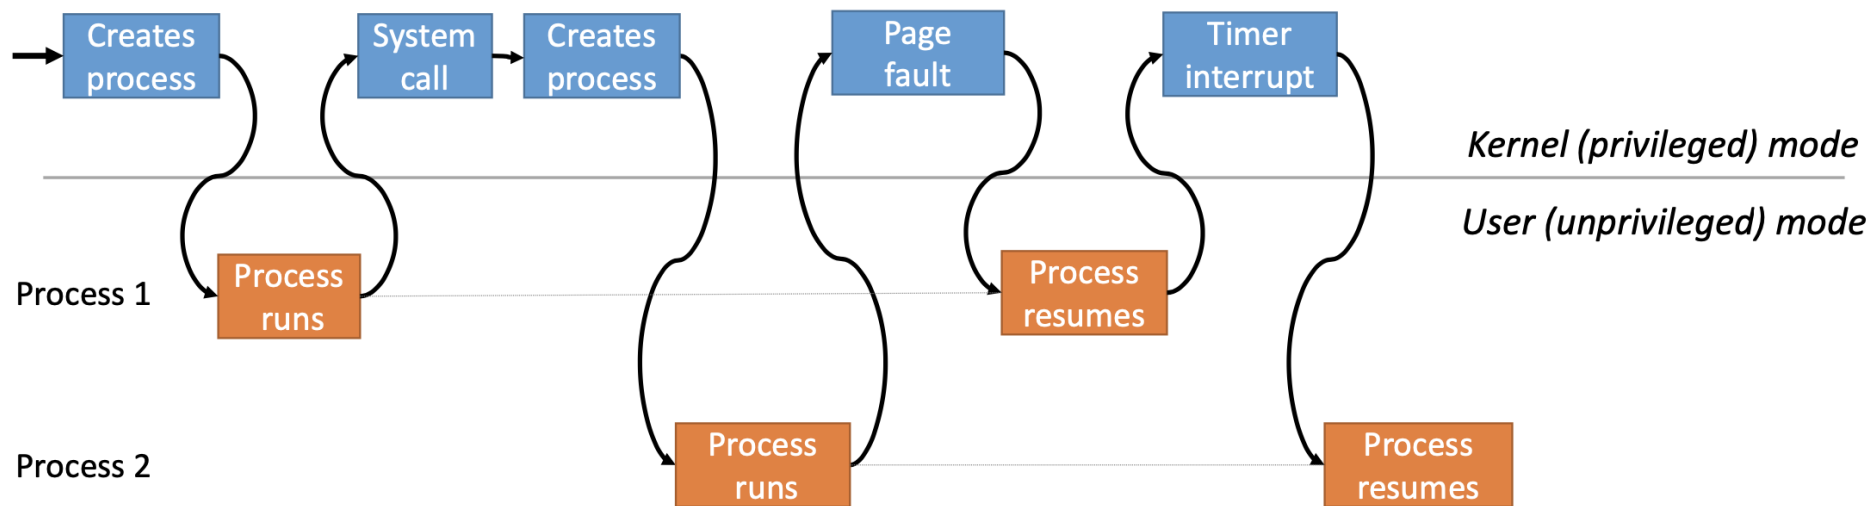 Creates
process
System
call
Creates
process
Page
fault
Timer
interrupt
Kernel (privileged) mode
User (unprivileged) mode
Process 1
Process
runs
Process
resumes
Process 2
Process
runs
Process
resumes